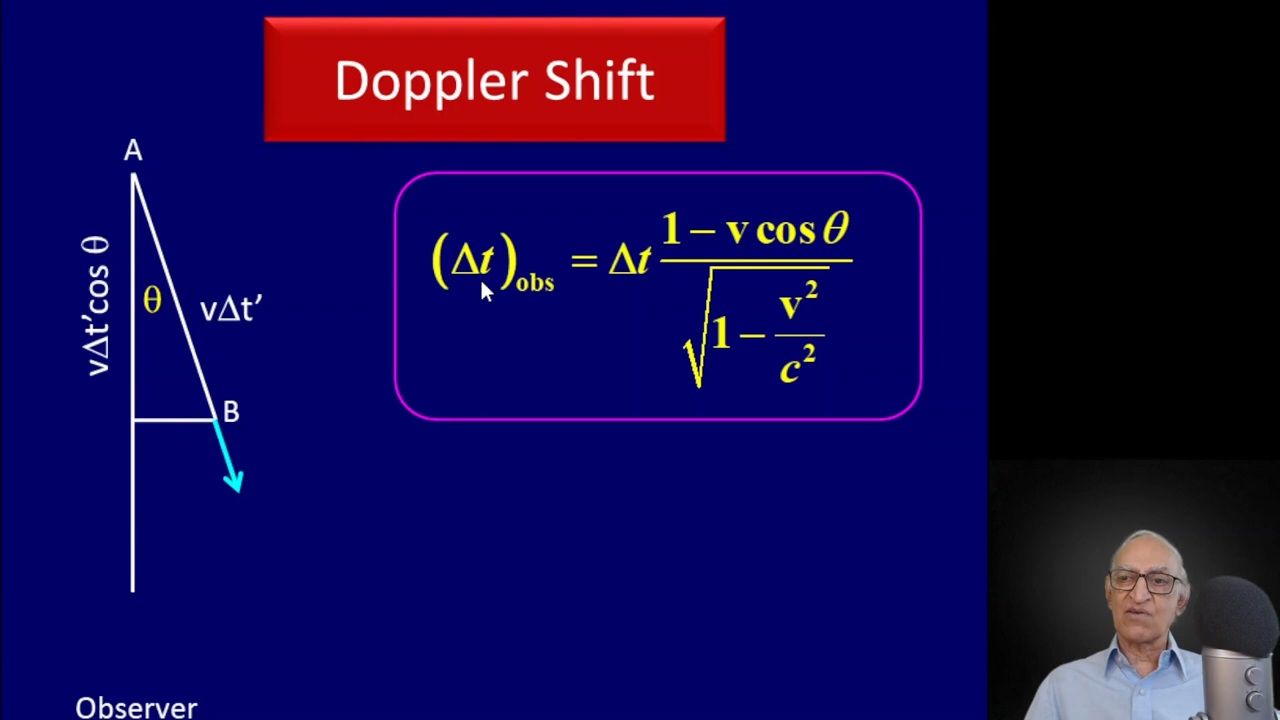 Doppler Shift
A
vΔt’cos θ
θ
vΔt’
B
(Δt)obs = Δt (1 – v cos θ) / √(1 – v²/c²)
Observer